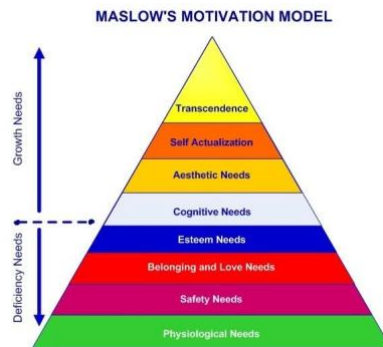 MASLOW'S MOTIVATION MODEL
Growth Needs
Deficiency Needs
Transcendence
Self Actualization
Aesthetic Needs
Cognitive Needs
Esteem Needs
Belonging and Love Needs
Safety Needs
Physiological Needs